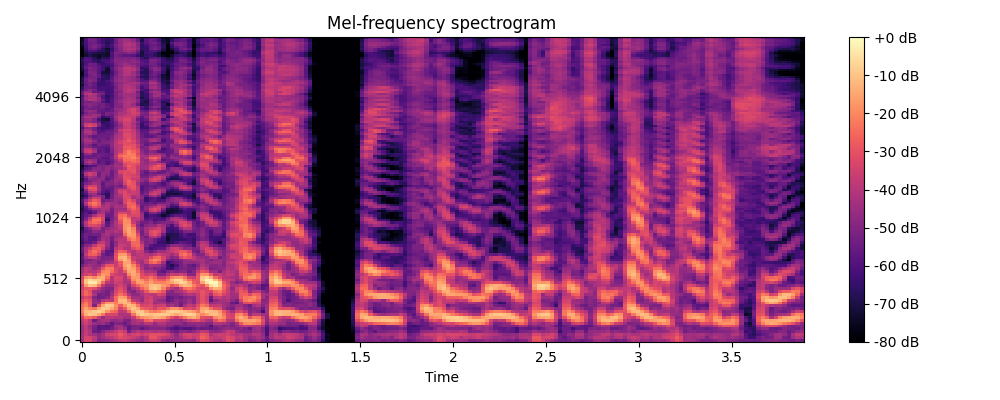 Mel-frequency spectrogram
+0 dB
4096
-10 dB
-20 dB
2048
-30 dB
Hz
-40 dB
1024
-50 dB
512
-60 dB
-70 dB
0
-80 dB
0 0.5 1 1.5 2 2.5 3 3.5
Time